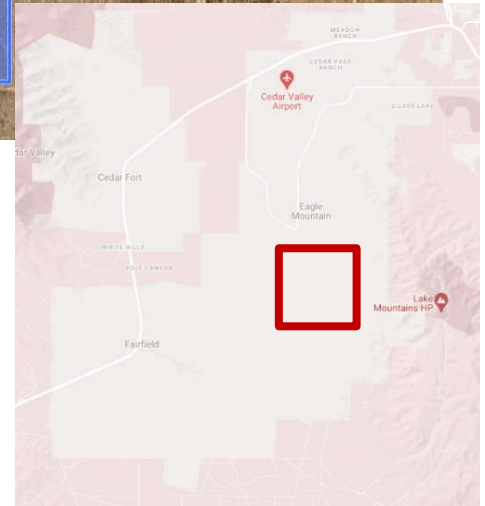 MEADOW
RANCH
CEDAR PASS
RANCH
Cedar Valley
Airport
SILVER LAKE
dar Valley
Cedar Fort
Eagle
Mountain
WHITE HILLS
POLE CANYON
Lake
Mountains HP
Fairfield